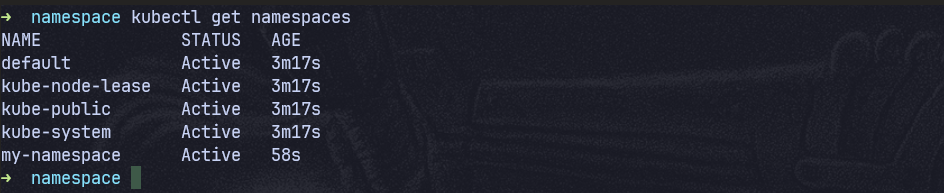 ➜  namespace kubectl get namespaces
NAME              STATUS   AGE
default           Active   3m17s
kube-node-lease   Active   3m17s
kube-public       Active   3m17s
kube-system       Active   3m17s
my-namespace      Active   58s
➜  namespace